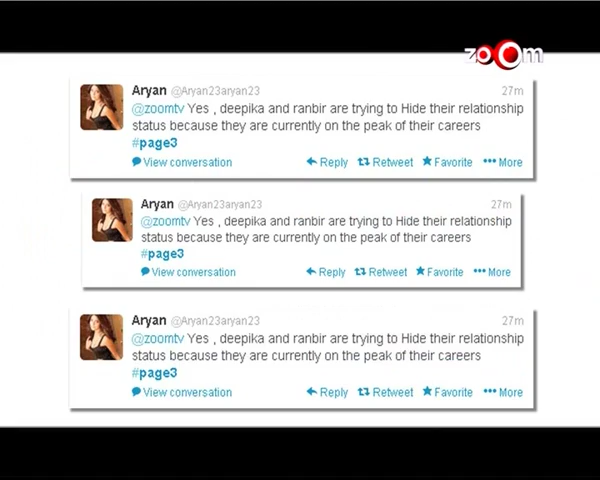 zoom
Aryan @Aryan23aryan23 27m
@zoomtv Yes , deepika and ranbir are trying to Hide their relationship
status because they are currently on the peak of their careers
#page3
View conversation Reply Retweet Favorite More
Aryan @Aryan23aryan23 27m
@zoomtv Yes , deepika and ranbir are trying to Hide their relationship
status because they are currently on the peak of their careers
#page3
View conversation Reply Retweet Favorite More
Aryan @Aryan23aryan23 27m
@zoomtv Yes , deepika and ranbir are trying to Hide their relationship
status because they are currently on the peak of their careers
#page3
View conversation Reply Retweet Favorite More